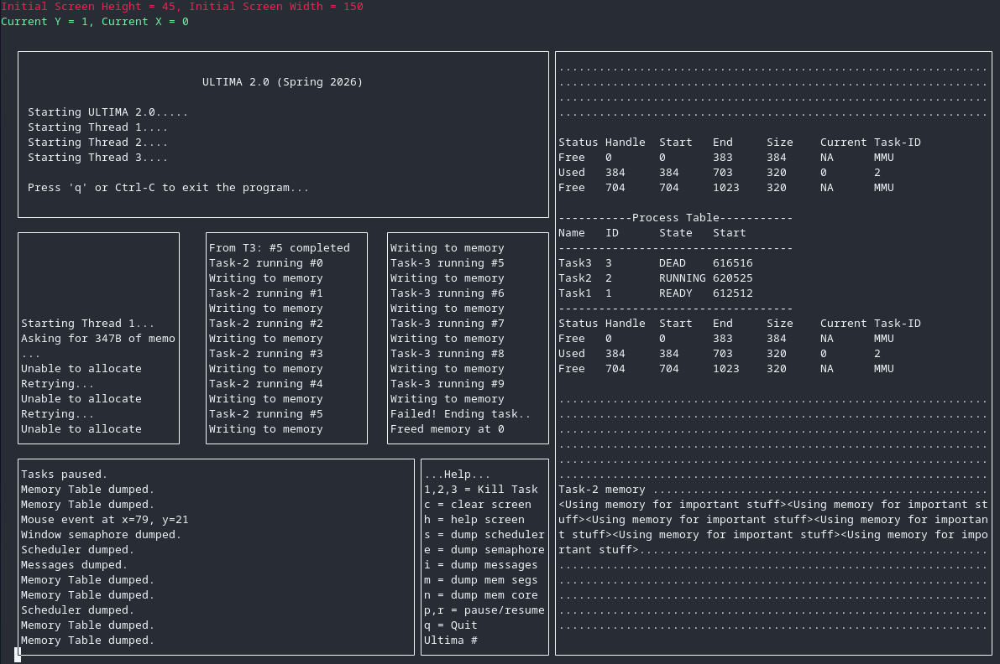 Initial Screen Height = 45, Initial Screen Width = 150
Current Y = 1, Current X = 0
ULTIMA 2.0 (Spring 2026)
Starting ULTIMA 2.0.....
Starting Thread 1....
Starting Thread 2....
Starting Thread 3....
Press 'q' or Ctrl-C to exit the program...
Starting Thread 1...
Asking for 347B of memo
...
Unable to allocate
Retrying...
Unable to allocate
Retrying...
Unable to allocate
From T3: #5 completed
Task-2 running #0
Writing to memory
Task-2 running #1
Writing to memory
Task-2 running #2
Writing to memory
Task-2 running #3
Writing to memory
Task-2 running #4
Writing to memory
Task-2 running #5
Writing to memory
Writing to memory
Task-3 running #5
Writing to memory
Task-3 running #6
Writing to memory
Task-3 running #7
Writing to memory
Task-3 running #8
Writing to memory
Task-3 running #9
Writing to memory
Failed! Ending task..
Freed memory at 0
Tasks paused.
Memory Table dumped.
Memory Table dumped.
Mouse event at x=79, y=21
Window semaphore dumped.
Scheduler dumped.
Messages dumped.
Memory Table dumped.
Memory Table dumped.
Scheduler dumped.
Memory Table dumped.
Memory Table dumped.
...Help...
1,2,3 = Kill Task
c = clear screen
h = help screen
s = dump scheduler
e = dump semaphore
i = dump messages
m = dump mem segs
n = dump mem core
p,r = pause/resume
q = Quit
Ultima #
................................................................
................................................................
................................................................
................................................................
Status Handle Start End Size Current Task-ID
Free 0 0 383 384 NA MMU
Used 384 384 703 320 0 2
Free 704 704 1023 320 NA MMU
-----------Process Table-----------
Name ID State Start
-----------------------------------
Task3 3 DEAD 616516
Task2 2 RUNNING 620525
Task1 1 READY 612512
-----------------------------------
Status Handle Start End Size Current Task-ID
Free 0 0 383 384 NA MMU
Used 384 384 703 320 0 2
Free 704 704 1023 320 NA MMU
................................................................
................................................................
................................................................
................................................................
................................................................
................................................................
Task-2 memory ..................................................
<Using memory for important stuff><Using memory for important st
uff><Using memory for important stuff><Using memory for importan
t stuff><Using memory for important stuff><Using memory for impo
rtant stuff>....................................................
................................................................
................................................................
................................................................
................................................................
................................................................